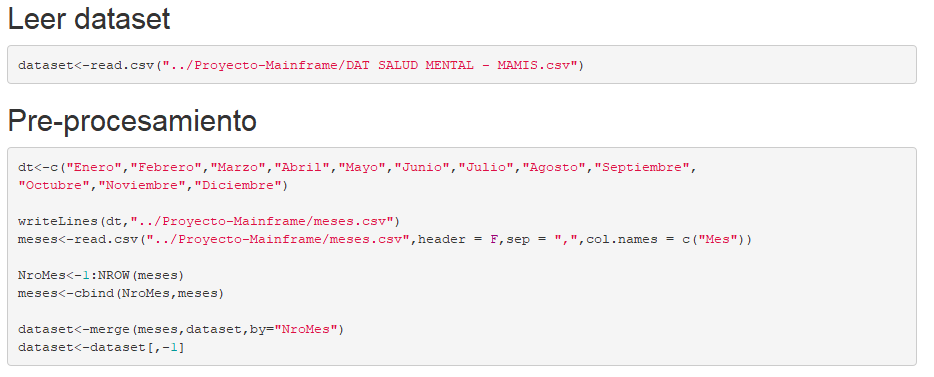 Leer dataset
dataset<-read.csv("../Proyecto-Mainframe/DAT SALUD MENTAL - MAMIS.csv")
Pre-procesamiento
dt<-c("Enero","Febrero","Marzo","Abril","Mayo","Junio","Julio","Agosto","Septiembre",
"Octubre","Noviembre","Diciembre")
writeLines(dt,"../Proyecto-Mainframe/meses.csv")
meses<-read.csv("../Proyecto-Mainframe/meses.csv",header = F,sep = ",",col.names = c("Mes"))
NroMes<-1:NROW(meses)
meses<-cbind(NroMes,meses)
dataset<-merge(meses,dataset,by="NroMes")
dataset<-dataset[,-1]